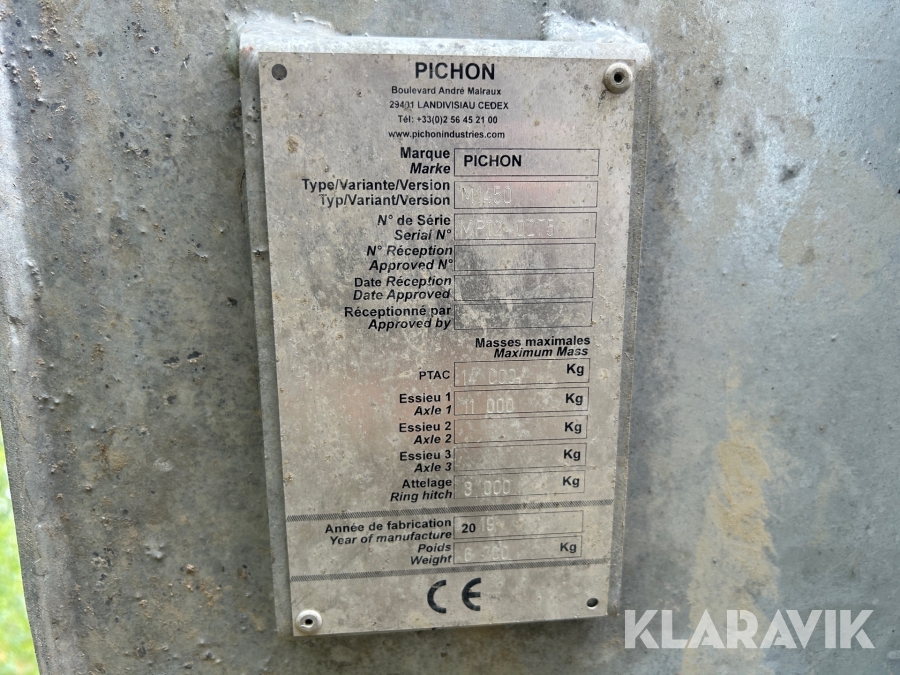 PICHON
Boulevard André Malraux
29401 LANDIVISIAU CEDEX
Tél: +33(0)2 56 45 21 00
www.pichonindustries.com
Marque PICHON
Marke
Type/Variante/Version
Typ/Variant/Version
N° de Série
Serial N°
N° Réception
Approved N°
Date Réception
Date Approved
Réceptionné par
Approved by
Masses maximales
Maximum Mass
PTAC Kg
Essieu 1 11 000 Kg
Axle 1
Essieu 2 Kg
Axle 2
Essieu 3 Kg
Axle 3
Attelage 3 000 Kg
Ring hitch
Année de fabrication 20 19
Year of manufacture
Poids Kg
Weight
CE
KLARAVIK